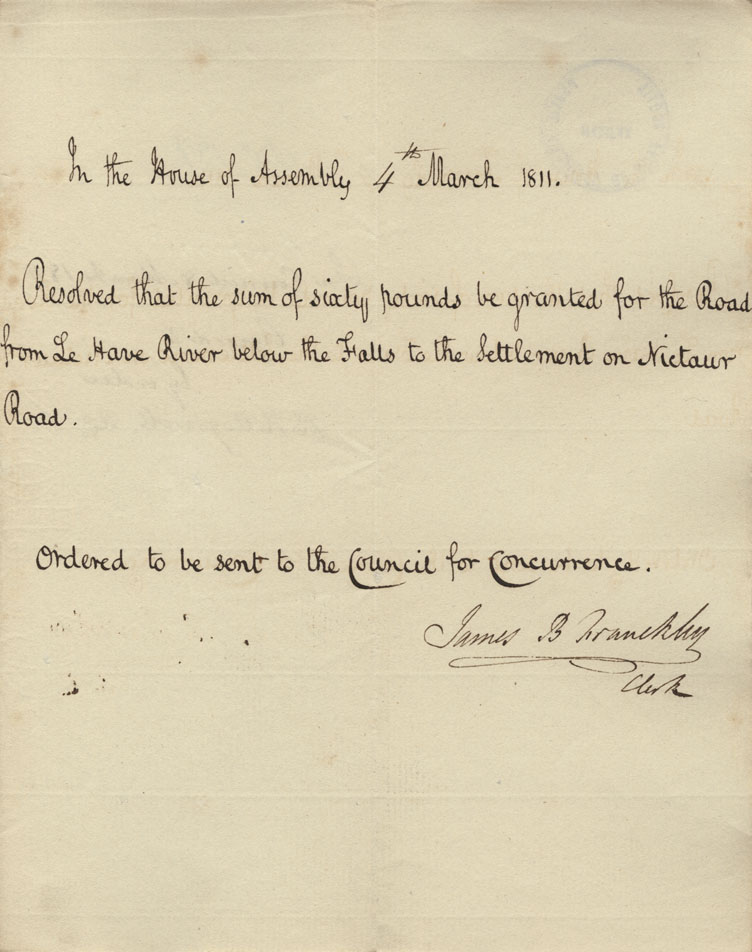 In the House of Assembly 4th March 1811.
Resolved that the sum of sixty pounds be granted for the Road
from Le Have River below the Falls to the Settlement on Nictaur
Road.
Ordered to be sent to the Council for Concurrence.
James B Franckly
Clerk